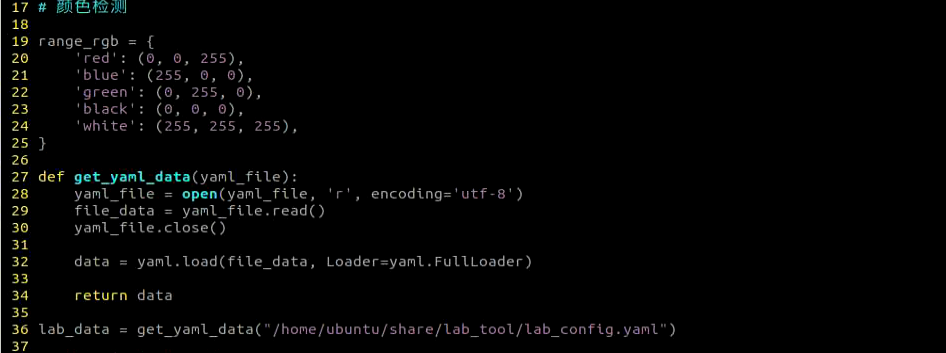 17 # 颜色检测
18
19 range_rgb = {
20     'red': (0, 0, 255),
21     'blue': (255, 0, 0),
22     'green': (0, 255, 0),
23     'black': (0, 0, 0),
24     'white': (255, 255, 255),
25 }
26
27 def get_yaml_data(yaml_file):
28     yaml_file = open(yaml_file, 'r', encoding='utf-8')
29     file_data = yaml_file.read()
30     yaml_file.close()
31
32     data = yaml.load(file_data, Loader=yaml.FullLoader)
33
34     return data
35
36 lab_data = get_yaml_data("/home/ubuntu/share/lab_tool/lab_config.yaml")
37